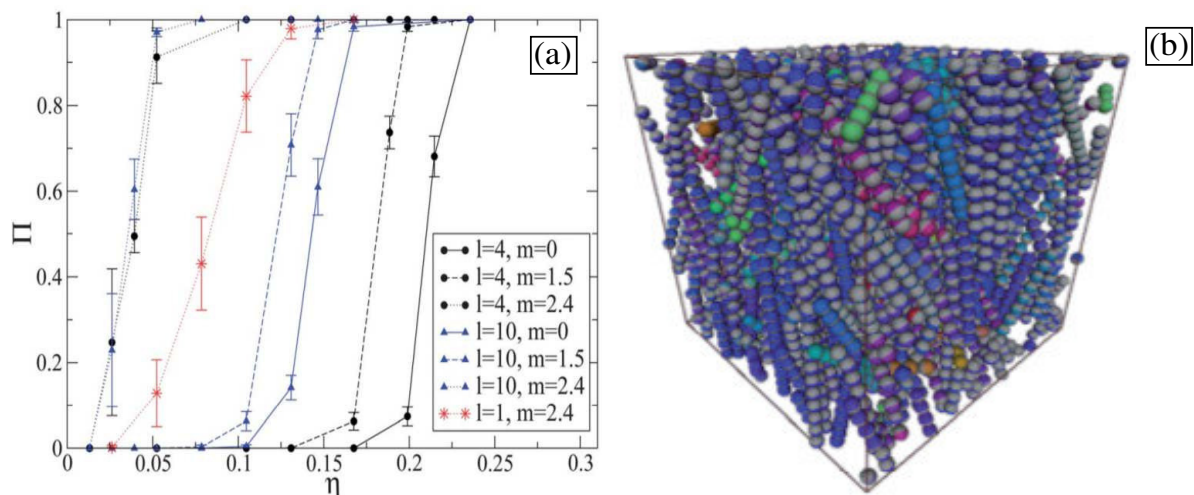 (a)
(b)
1
0.8
0.6
0.4
0.2
0
Π
l=4, m=0
l=4, m=1.5
l=4, m=2.4
l=10, m=0
l=10, m=1.5
l=10, m=2.4
l=1, m=2.4
0 0.05 0.1 0.15 0.2 0.25 0.3
η